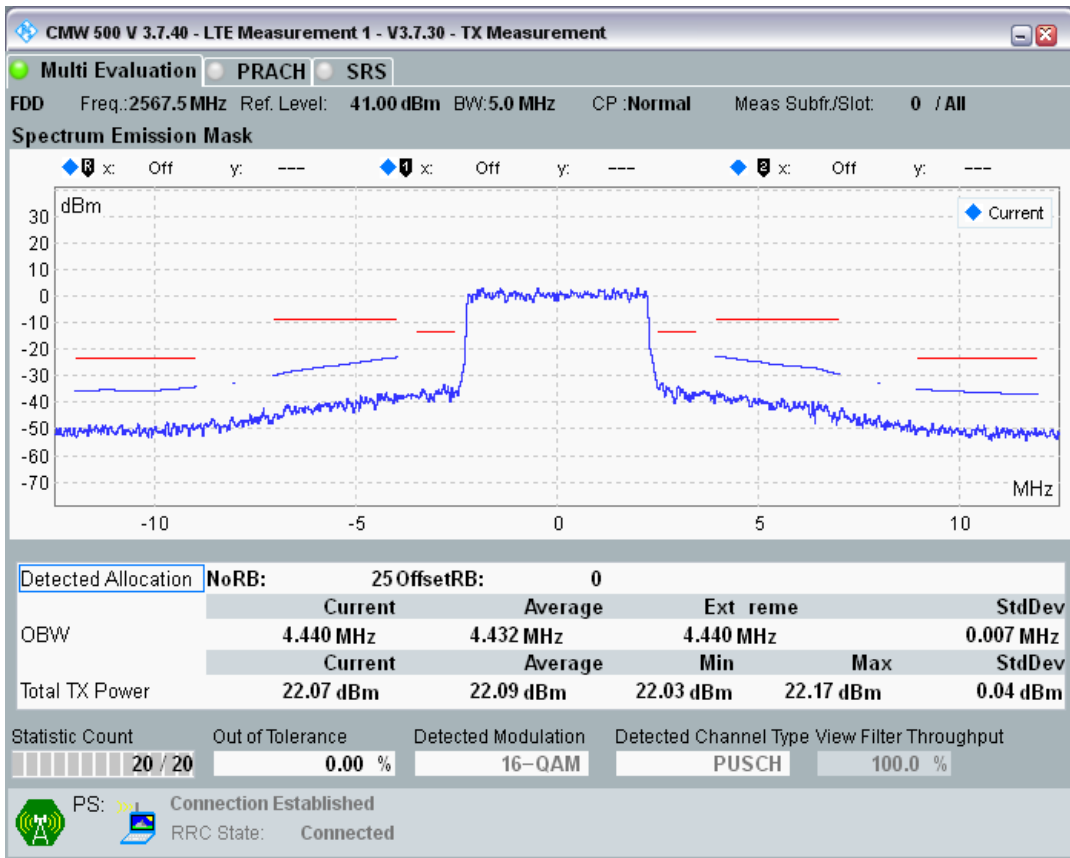 CMW 500 V 3.7.40 - LTE Measurement 1 - V3.7.30 - TX Measurement
Multi Evaluation PRACH SRS
FDD Freq.:2567.5 MHz Ref. Level: 41.00 dBm BW:5.0 MHz CP :Normal Meas Subfr./Slot: 0 / All
Spectrum Emission Mask
R x: Off y: --- 1 x: Off y: --- 2 x: Off y: ---
dBm
Current
30
20
10
0
-10
-20
-30
-40
-50
-60
-70
MHz
-10 -5 0 5 10
Detected Allocation NoRB: 25 OffsetRB: 0
Current Average Ext reme StdDev
OBW 4.440 MHz 4.432 MHz 4.440 MHz 0.007 MHz
Current Average Min Max StdDev
Total TX Power 22.07 dBm 22.09 dBm 22.03 dBm 22.17 dBm 0.04 dBm
Statistic Count Out of Tolerance Detected Modulation Detected Channel Type View Filter Throughput
20 / 20 0.00 % 16-QAM PUSCH 100.0 %
PS: Connection Established
RRC State: Connected